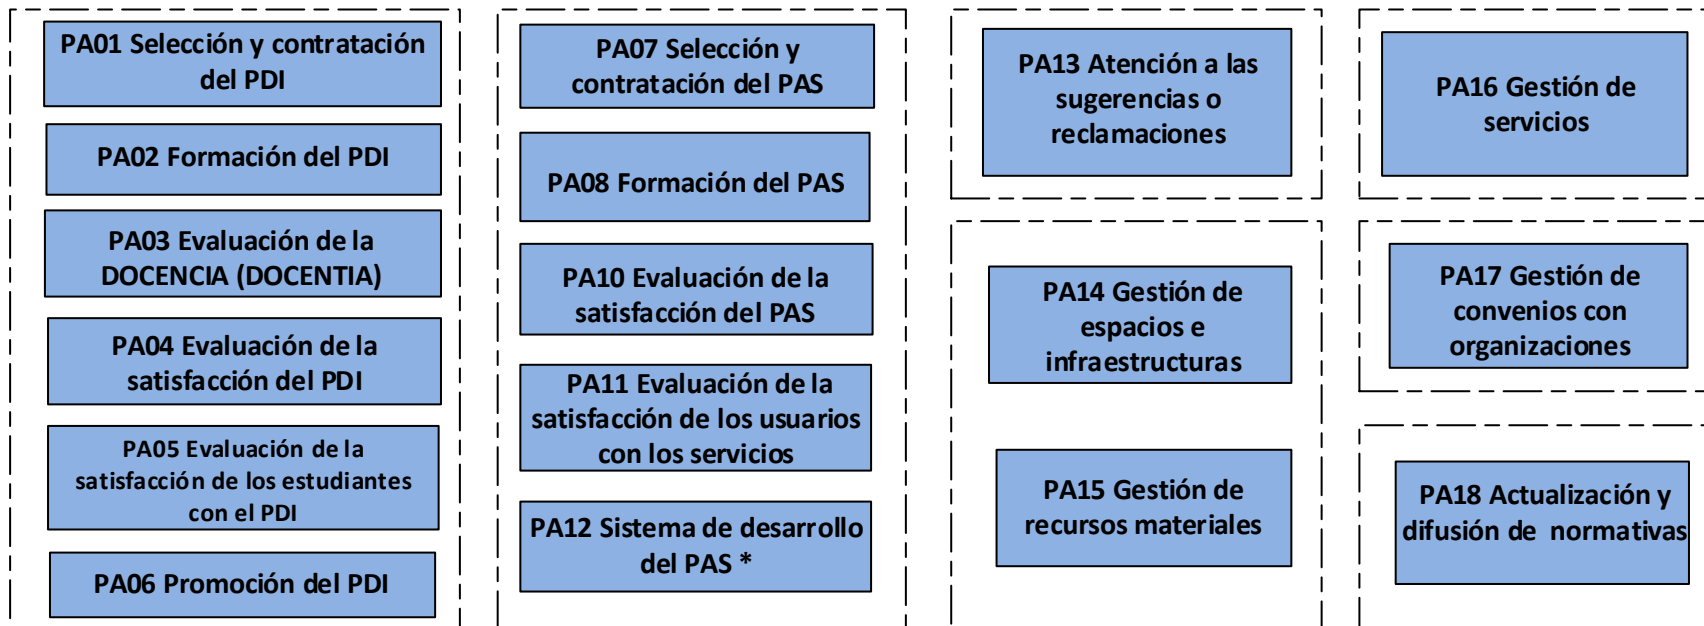 PA01 Selección y contratación
del PDI
PA02 Formación del PDI
PA03 Evaluación de la
DOCENCIA (DOCENTIA)
PA04 Evaluación de la
satisfacción del PDI
PA05 Evaluación de la
satisfacción de los estudiantes
con el PDI
PA06 Promoción del PDI
PA07 Selección y
contratación del PAS
PA08 Formación del PAS
PA10 Evaluación de la
satisfacción del PAS
PA11 Evaluación de la
satisfacción de los usuarios
con los servicios
PA12 Sistema de desarrollo
del PAS *
PA13 Atención a las
sugerencias o
reclamaciones
PA14 Gestión de
espacios e
infraestructuras
PA15 Gestión de
recursos materiales
PA16 Gestión de
servicios
PA17 Gestión de
convenios con
organizaciones
PA18 Actualización y
difusión de normativas